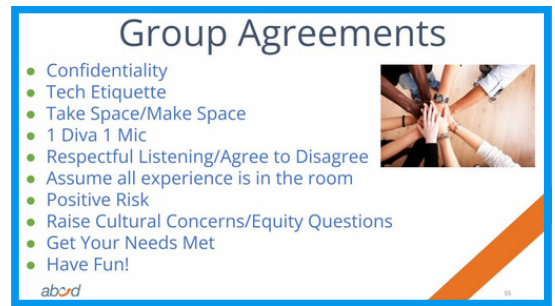 Group Agreements
Confidentiality
Tech Etiquette
Take Space/Make Space
1 Diva 1 Mic
Respectful Listening/Agree to Disagree
Assume all experience is in the room
Positive Risk
Raise Cultural Concerns/Equity Questions
Get Your Needs Met
Have Fun!
55